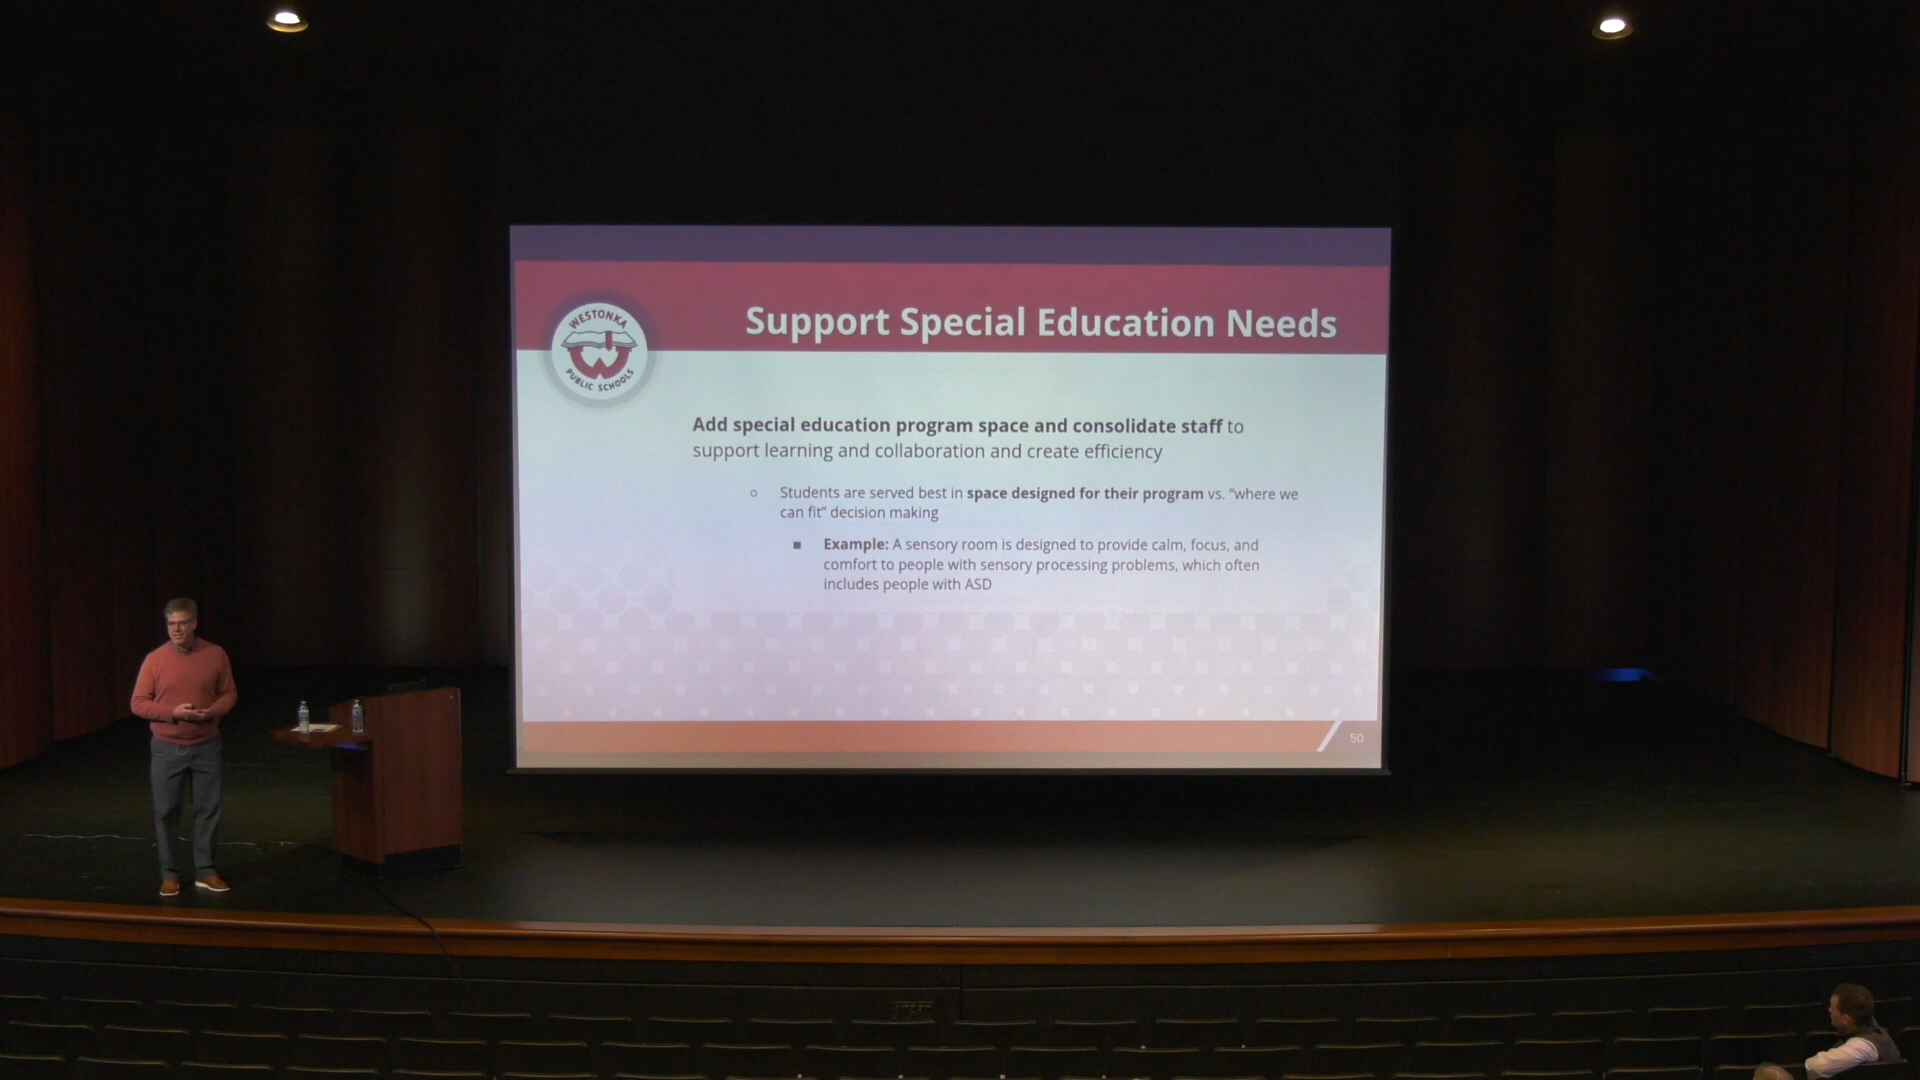 WESTONKA
W
PUBLIC SCHOOLS
Support Special Education Needs
Add special education program space and consolidate staff to
support learning and collaboration and create efficiency
Students are served best in space designed for their program vs. "where we
can fit" decision making
Example: A sensory room is designed to provide calm, focus, and
comfort to people with sensory processing problems, which often
includes people with ASD
50